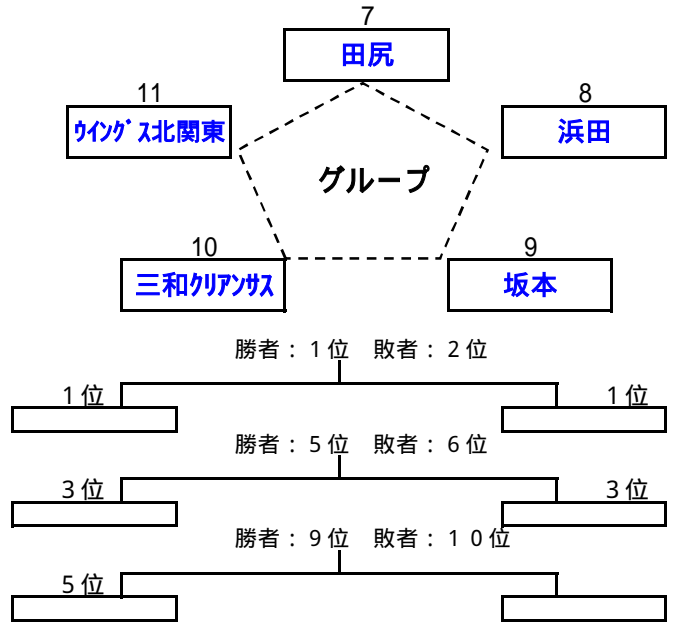 7
田尻
11
8
ｳｲﾝｸﾞｽ北関東
浜田
グループ
10
9
三和ｸﾘｱﾝｻｽ
坂本
勝者：1位　敗者：2位
1位
1位
勝者：5位　敗者：6位
3位
3位
勝者：9位　敗者：１０位
5位